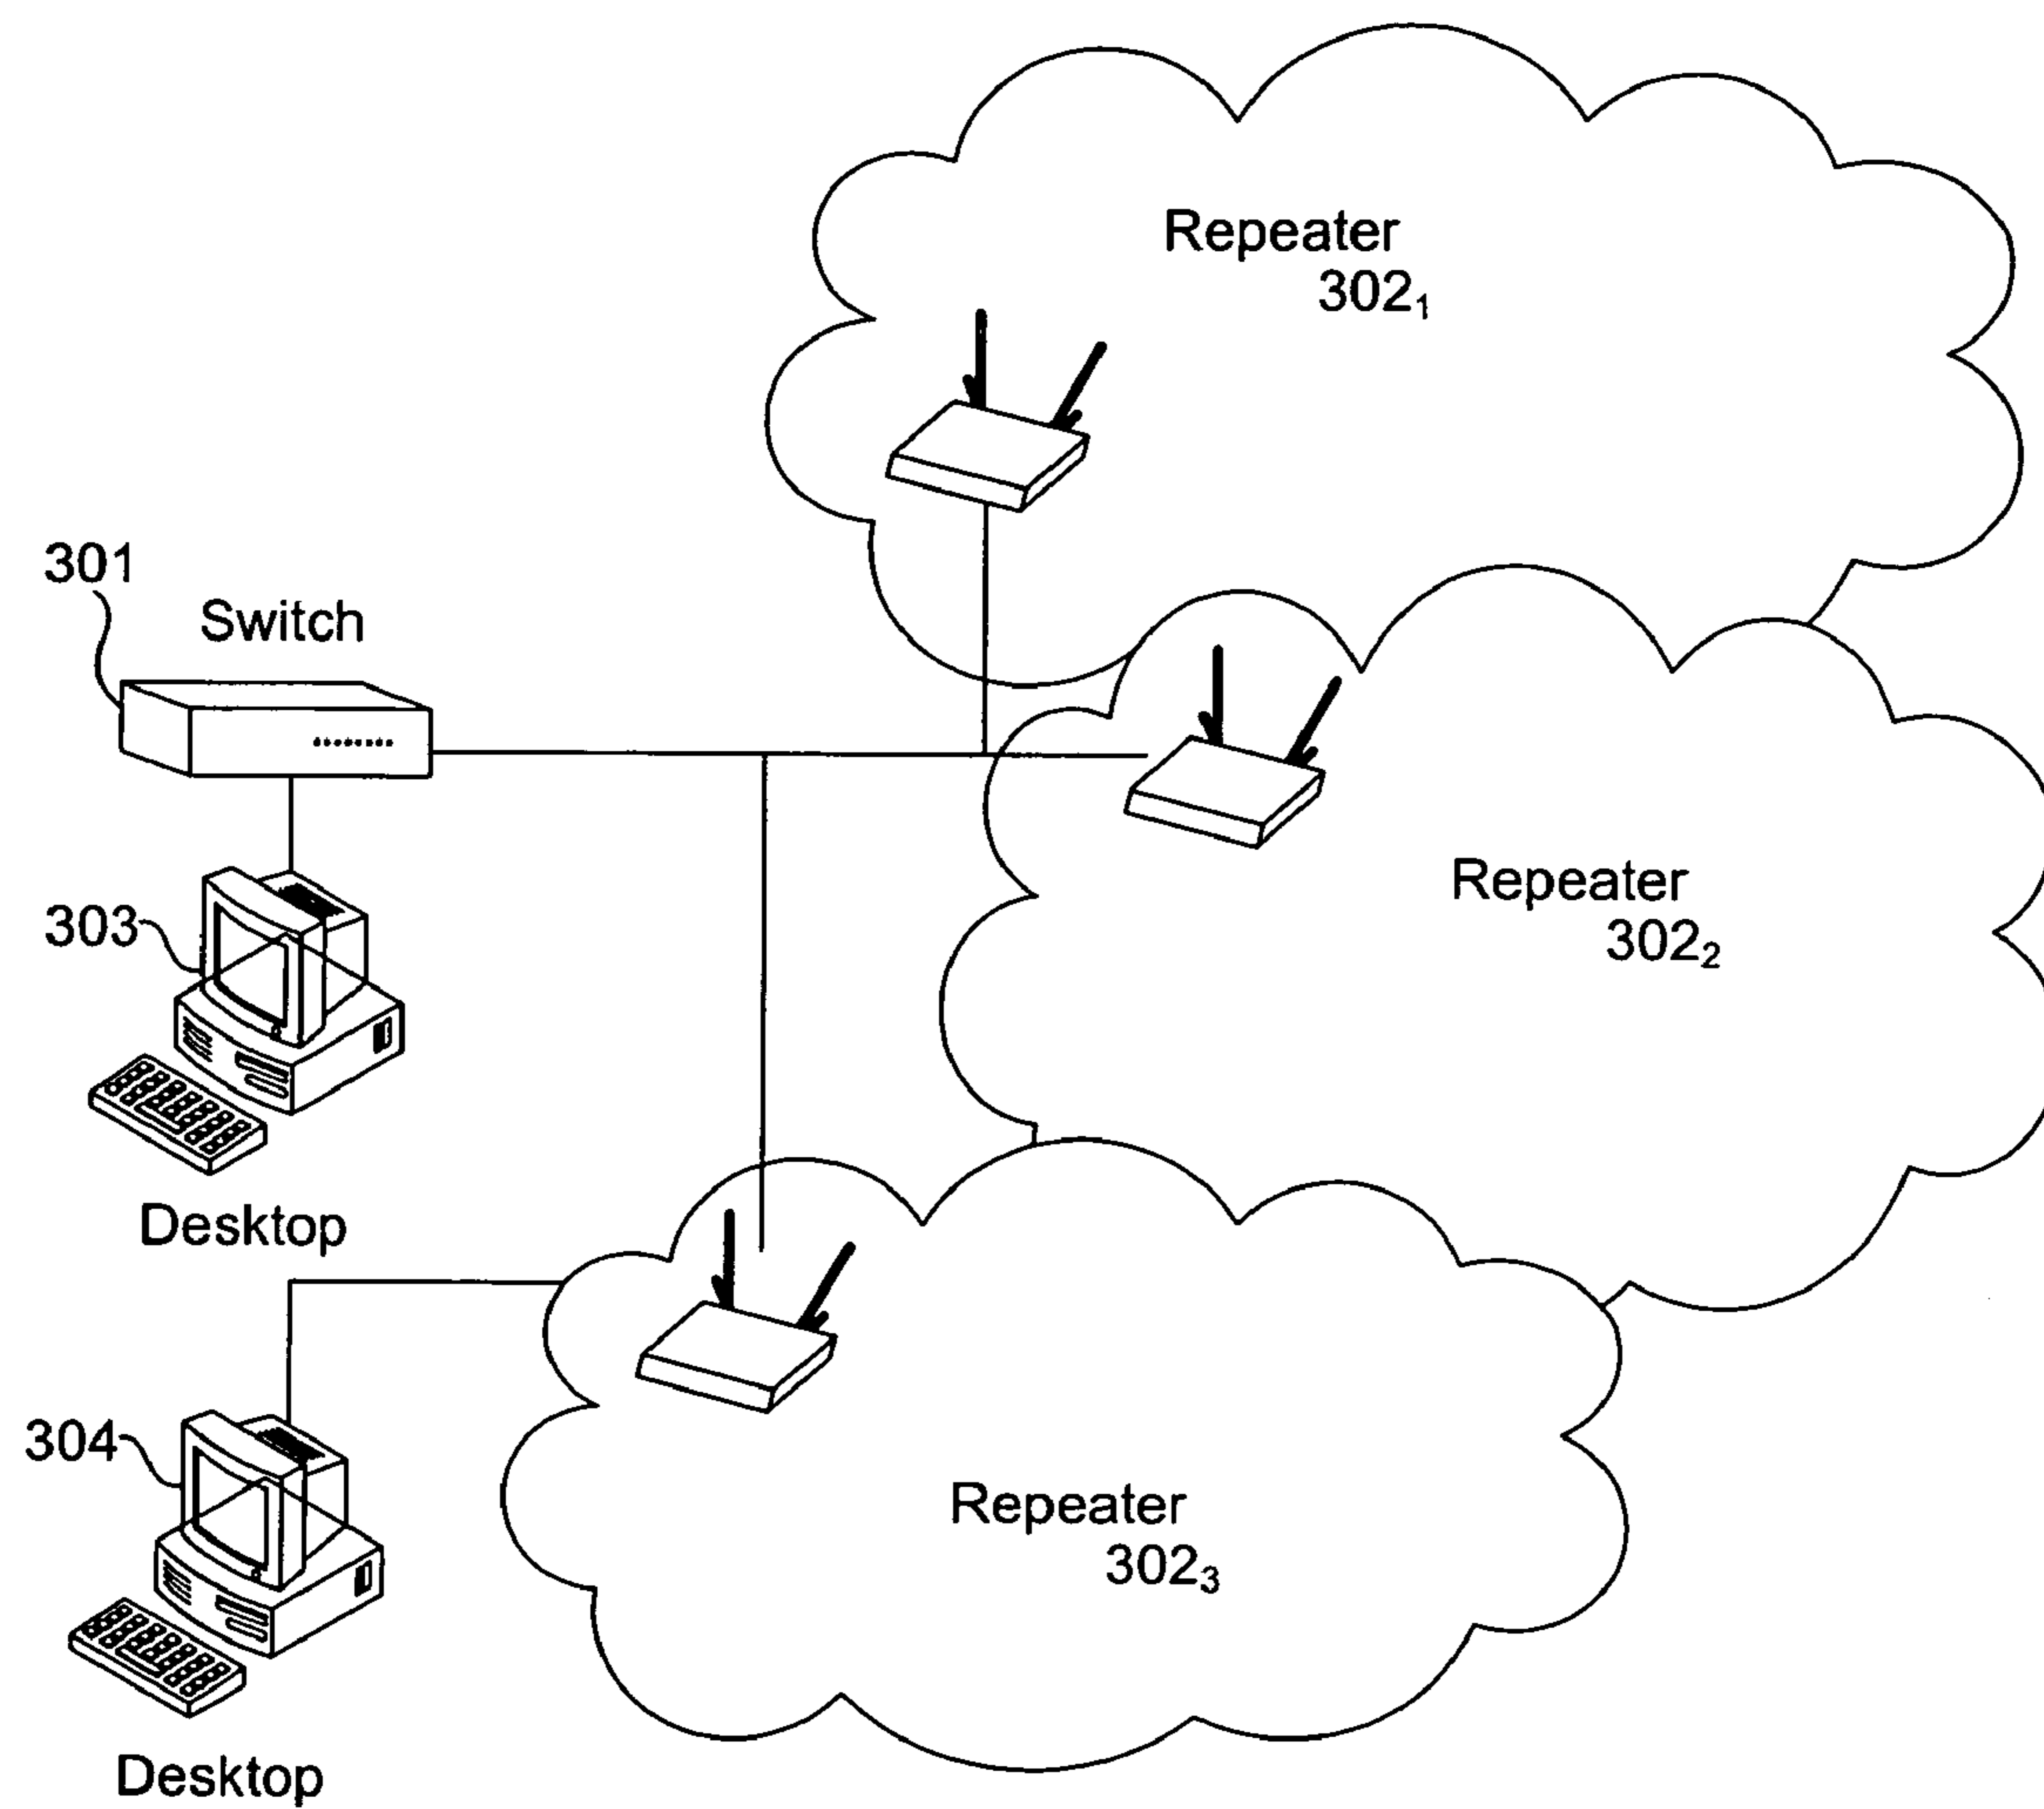 Repeater
302₁
301
Switch
303
Repeater
302₂
Desktop
304
Repeater
302₃
Desktop